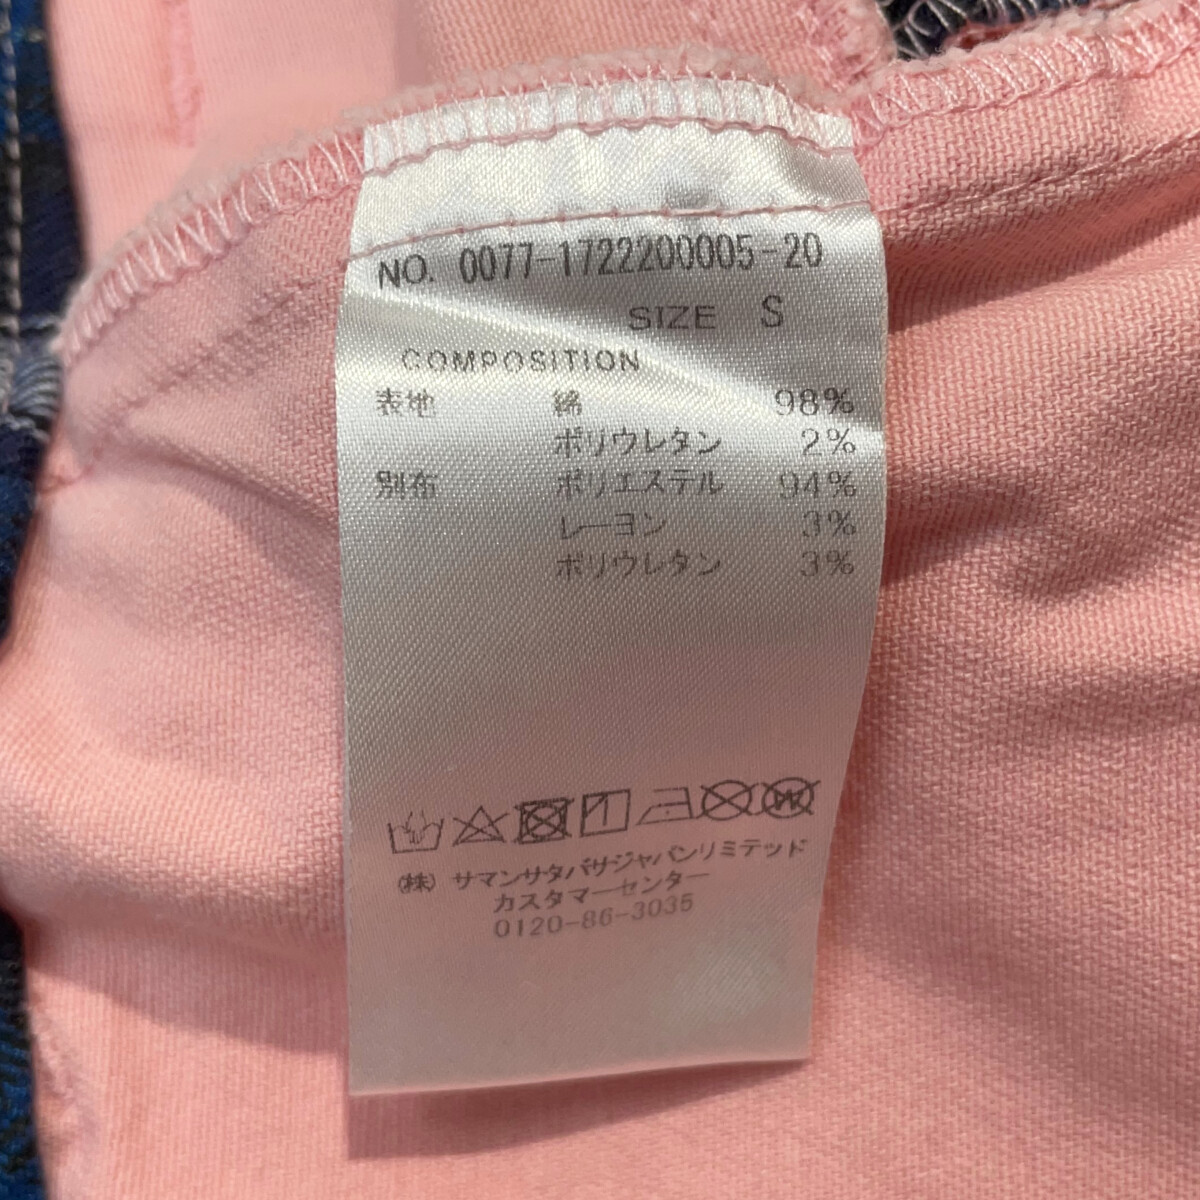 NO. 0077-1722200005-20
SIZE S
COMPOSITION
表地 綿 98%
ポリウレタン 2%
別布 ポリエステル 94%
レーヨン 3%
ポリウレタン 3%
W
(株) サマンサタバサジャパンリミテッド
カスタマーセンター
0120-86-3035